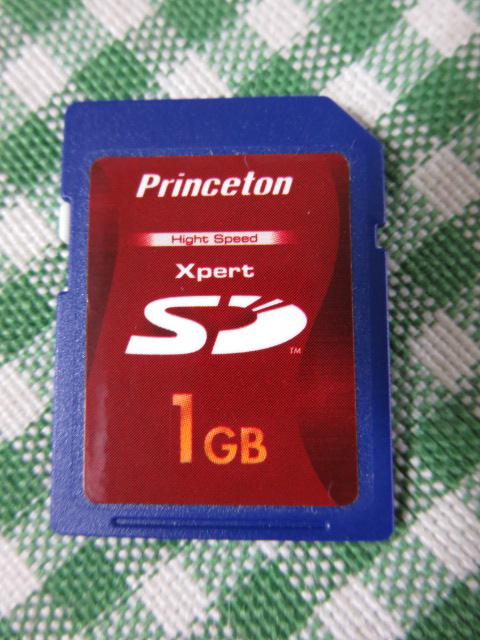 Princeton
Hight Speed
Xpert
SD
TM
1GB